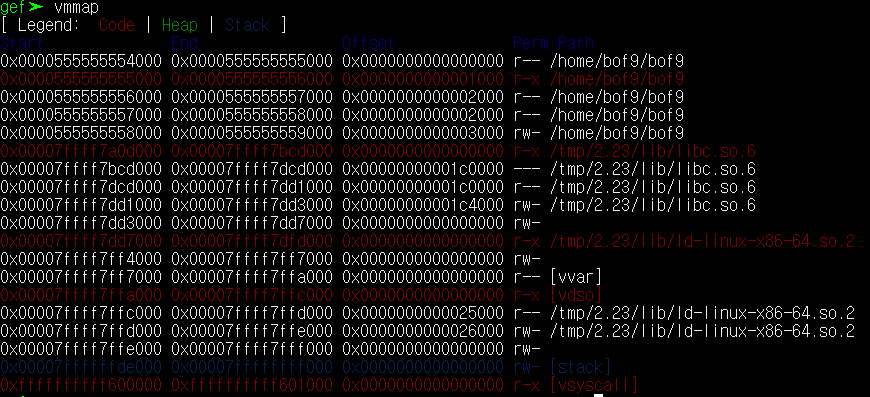 gef➤ vmmap
[ Legend: Code | Heap | Stack ]
Start End Offset Perm Path
0x0000555555554000 0x0000555555555000 0x0000000000000000 r-- /home/bof9/bof9
0x0000555555555000 0x0000555555556000 0x0000000000001000 r-x /home/bof9/bof9
0x0000555555556000 0x0000555555557000 0x0000000000002000 r-- /home/bof9/bof9
0x0000555555557000 0x0000555555558000 0x0000000000002000 r-- /home/bof9/bof9
0x0000555555558000 0x0000555555559000 0x0000000000003000 rw- /home/bof9/bof9
0x00007ffff7a0d000 0x00007ffff7bcd000 0x0000000000000000 r-x /tmp/2.23/lib/libc.so.6
0x00007ffff7bcd000 0x00007ffff7dcd000 0x00000000001c0000 --- /tmp/2.23/lib/libc.so.6
0x00007ffff7dcd000 0x00007ffff7dd1000 0x00000000001c0000 r-- /tmp/2.23/lib/libc.so.6
0x00007ffff7dd1000 0x00007ffff7dd3000 0x00000000001c4000 rw- /tmp/2.23/lib/libc.so.6
0x00007ffff7dd3000 0x00007ffff7dd7000 0x0000000000000000 rw-
0x00007ffff7dd7000 0x00007ffff7dfd000 0x0000000000000000 r-x /tmp/2.23/lib/ld-linux-x86-64.so.2
0x00007ffff7ff4000 0x00007ffff7ff7000 0x0000000000000000 rw-
0x00007ffff7ff7000 0x00007ffff7ffa000 0x0000000000000000 r-- [vvar]
0x00007ffff7ffa000 0x00007ffff7ffc000 0x0000000000000000 r-x [vdso]
0x00007ffff7ffc000 0x00007ffff7ffd000 0x0000000000025000 r-- /tmp/2.23/lib/ld-linux-x86-64.so.2
0x00007ffff7ffd000 0x00007ffff7ffe000 0x0000000000026000 rw- /tmp/2.23/lib/ld-linux-x86-64.so.2
0x00007ffff7ffe000 0x00007ffff7fff000 0x0000000000000000 rw-
0x00007ffffffde000 0x00007ffffffff000 0x0000000000000000 rw- [stack]
0xffffffffff600000 0xffffffffff601000 0x0000000000000000 r-x [vsyscall]